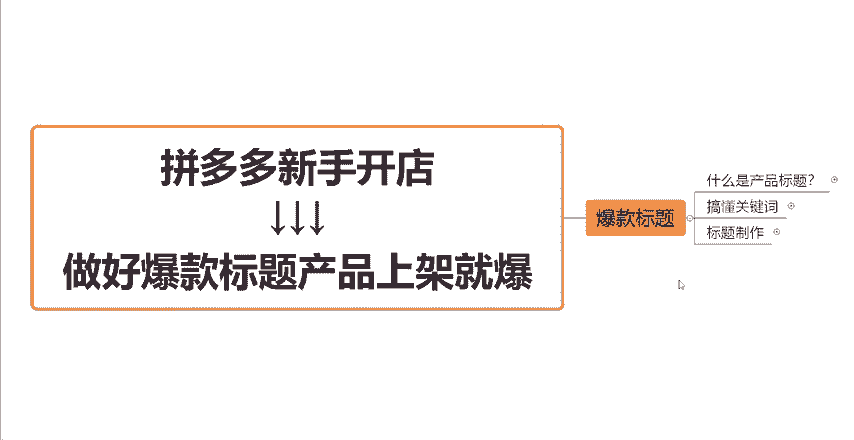 拼多多新手开店
↓↓↓
做好爆款标题产品上架就爆
爆款标题
什么是产品标题？
搞懂关键词
标题制作